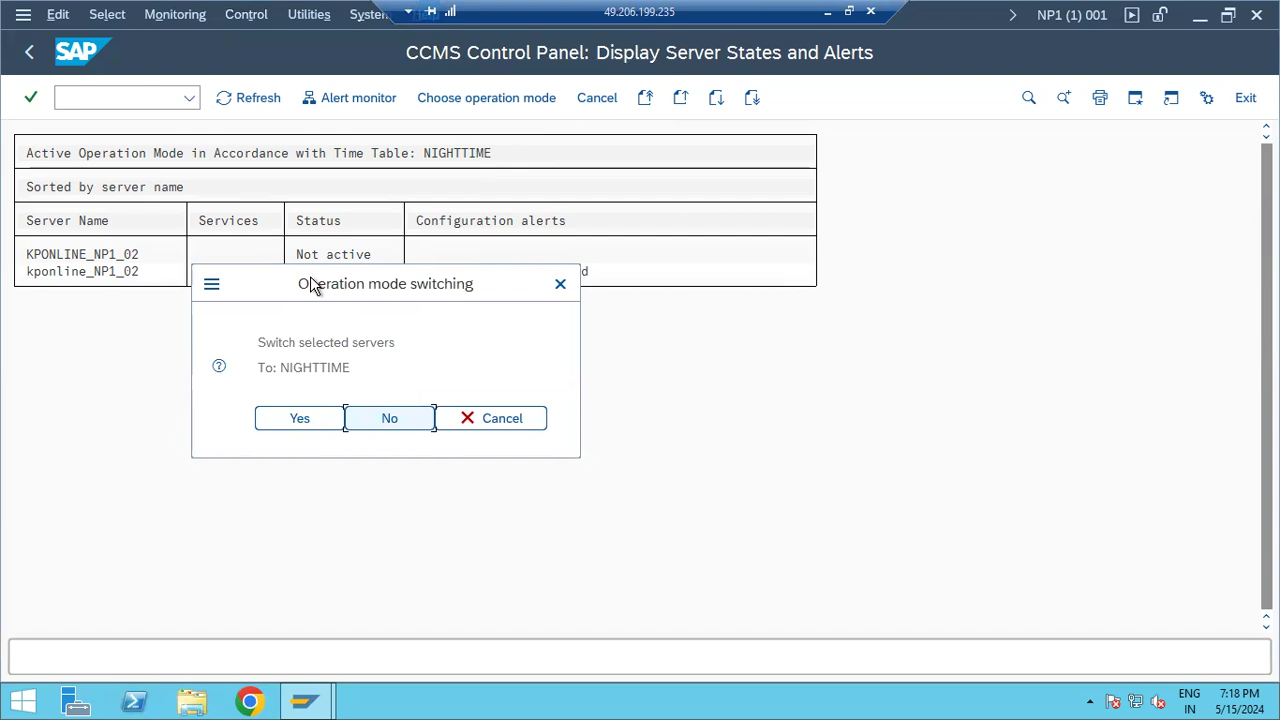 Edit Select Monitoring Control Utilities System 49.206.199.235 NP1 (1) 001
SAP CCMS Control Panel: Display Server States and Alerts
Refresh Alert monitor Choose operation mode Cancel Exit
Active Operation Mode in Accordance with Time Table: NIGHTTIME
Sorted by server name
Server Name Services Status Configuration alerts
KPONLINE_NP1_02 Not active
kponline_NP1_02 d
Operation mode switching
Switch selected servers
To: NIGHTTIME
Yes No Cancel
ENG 7:18 PM
IN 5/15/2024